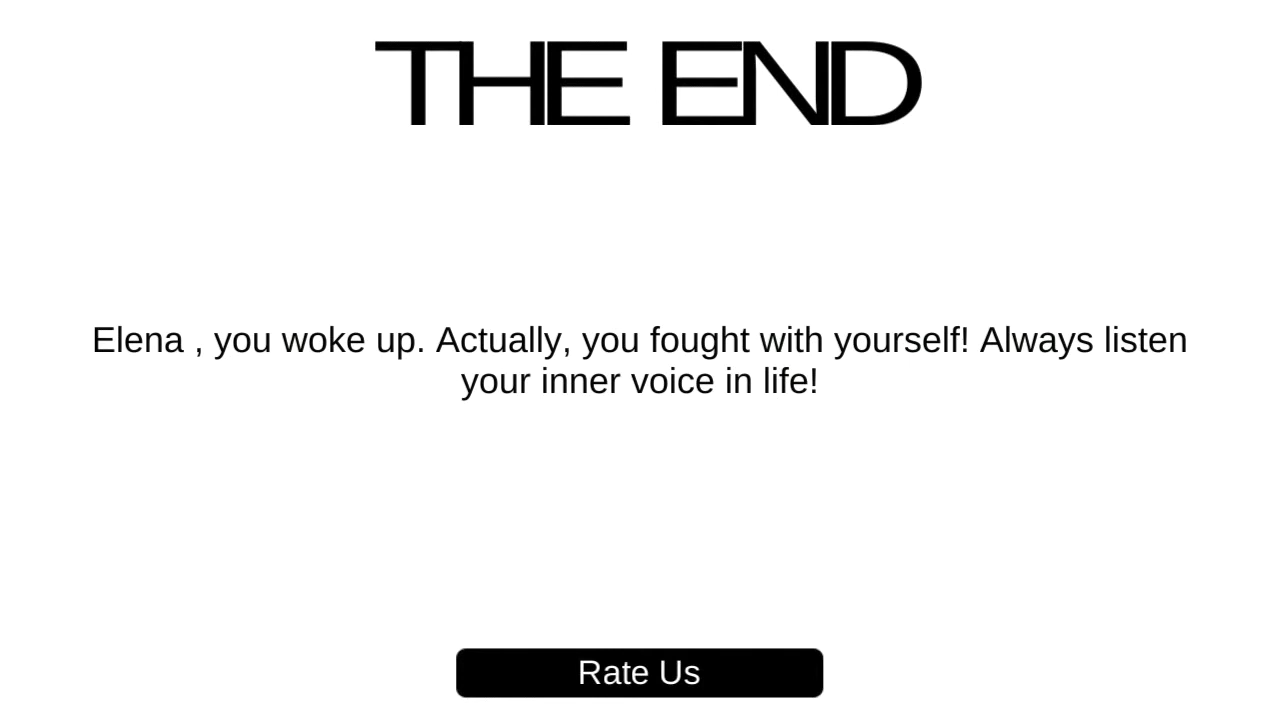 THE END
Elena , you woke up. Actually, you fought with yourself! Always listen
your inner voice in life!
Rate Us